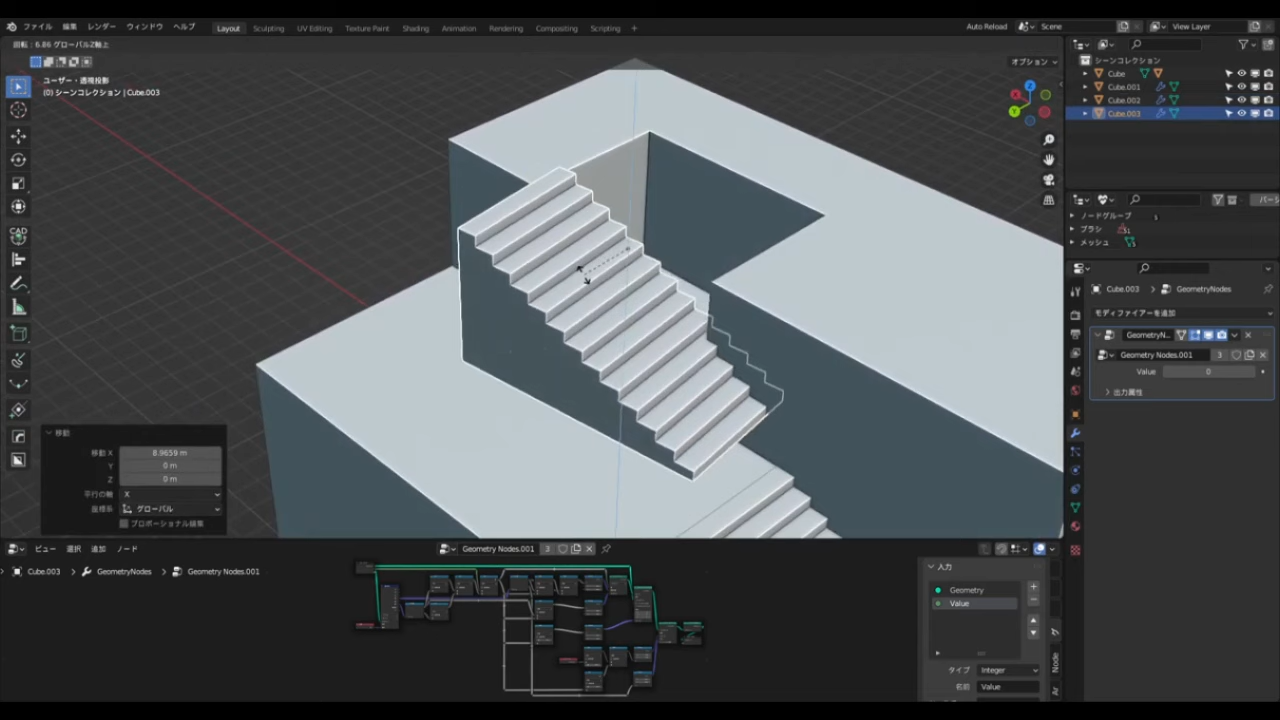 ファイル 編集 レンダー ウィンドウ ヘルプ Layout Sculpting UV Editing Texture Paint Shading Animation Rendering Compositing Scripting + Auto Reload Scene View Layer
回転 : 6.86 グローバルZ軸上
オプション
ユーザー・透視投影
(0) シーンコレクション | Cube.003
シーンコレクション
Cube
Cube.001
Cube.002
Cube.003
ノードグループ
ブラシ
メッシュ
Cube.003 > GeometryNodes
モディファイアーを追加
GeometryN...
Geometry Nodes.001 3
Value 0
出力属性
移動
移動 X 8.9659 m
Y 0 m
Z 0 m
平行の軸 X
座標系 グローバル
プロポーショナル編集
ビュー 選択 追加 ノード Geometry Nodes.001 3
Cube.003 > GeometryNodes > Geometry Nodes.001
入力
Geometry
Value
タイプ Integer
名前 Value
Node